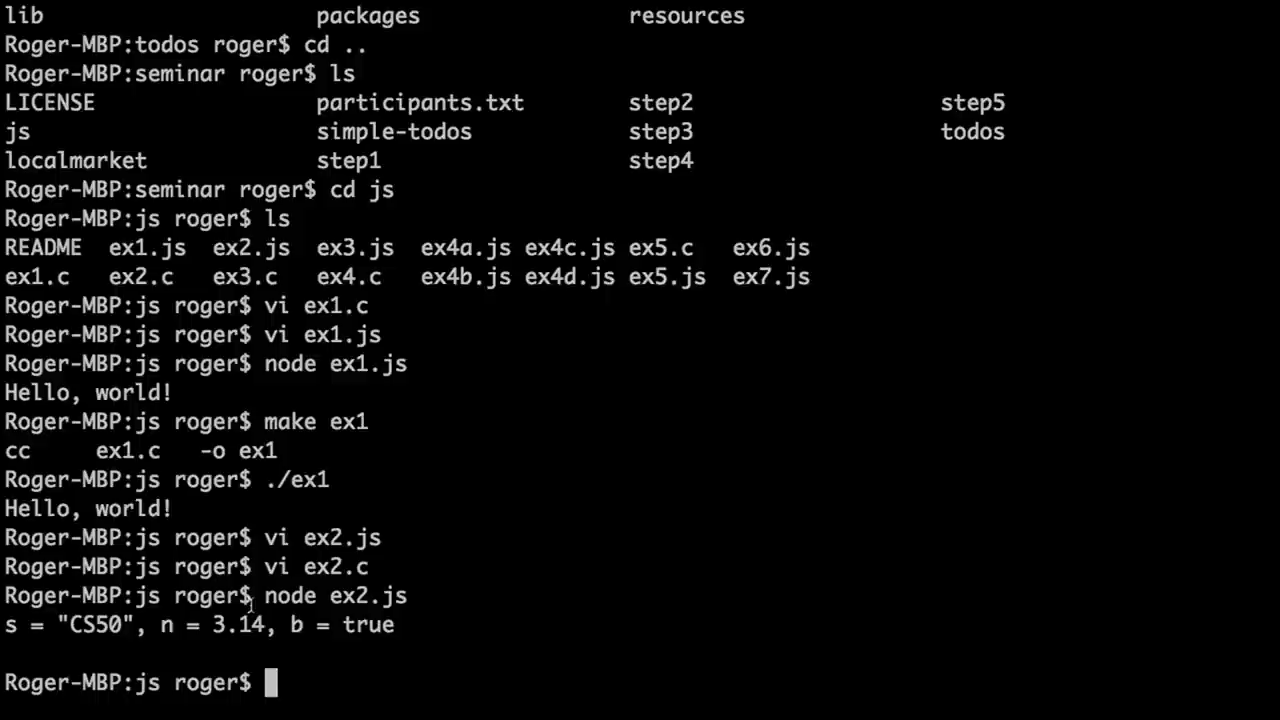 lib packages resources
Roger-MBP:todos roger$ cd ..
Roger-MBP:seminar roger$ ls
LICENSE participants.txt step2 step5
js simple-todos step3 todos
localmarket step1 step4
Roger-MBP:seminar roger$ cd js
Roger-MBP:js roger$ ls
README ex1.js ex2.js ex3.js ex4a.js ex4c.js ex5.c ex6.js
ex1.c ex2.c ex3.c ex4.c ex4b.js ex4d.js ex5.js ex7.js
Roger-MBP:js roger$ vi ex1.c
Roger-MBP:js roger$ vi ex1.js
Roger-MBP:js roger$ node ex1.js
Hello, world!
Roger-MBP:js roger$ make ex1
cc ex1.c -o ex1
Roger-MBP:js roger$ ./ex1
Hello, world!
Roger-MBP:js roger$ vi ex2.js
Roger-MBP:js roger$ vi ex2.c
Roger-MBP:js roger$ node ex2.js
s = "CS50", n = 3.14, b = true
Roger-MBP:js roger$